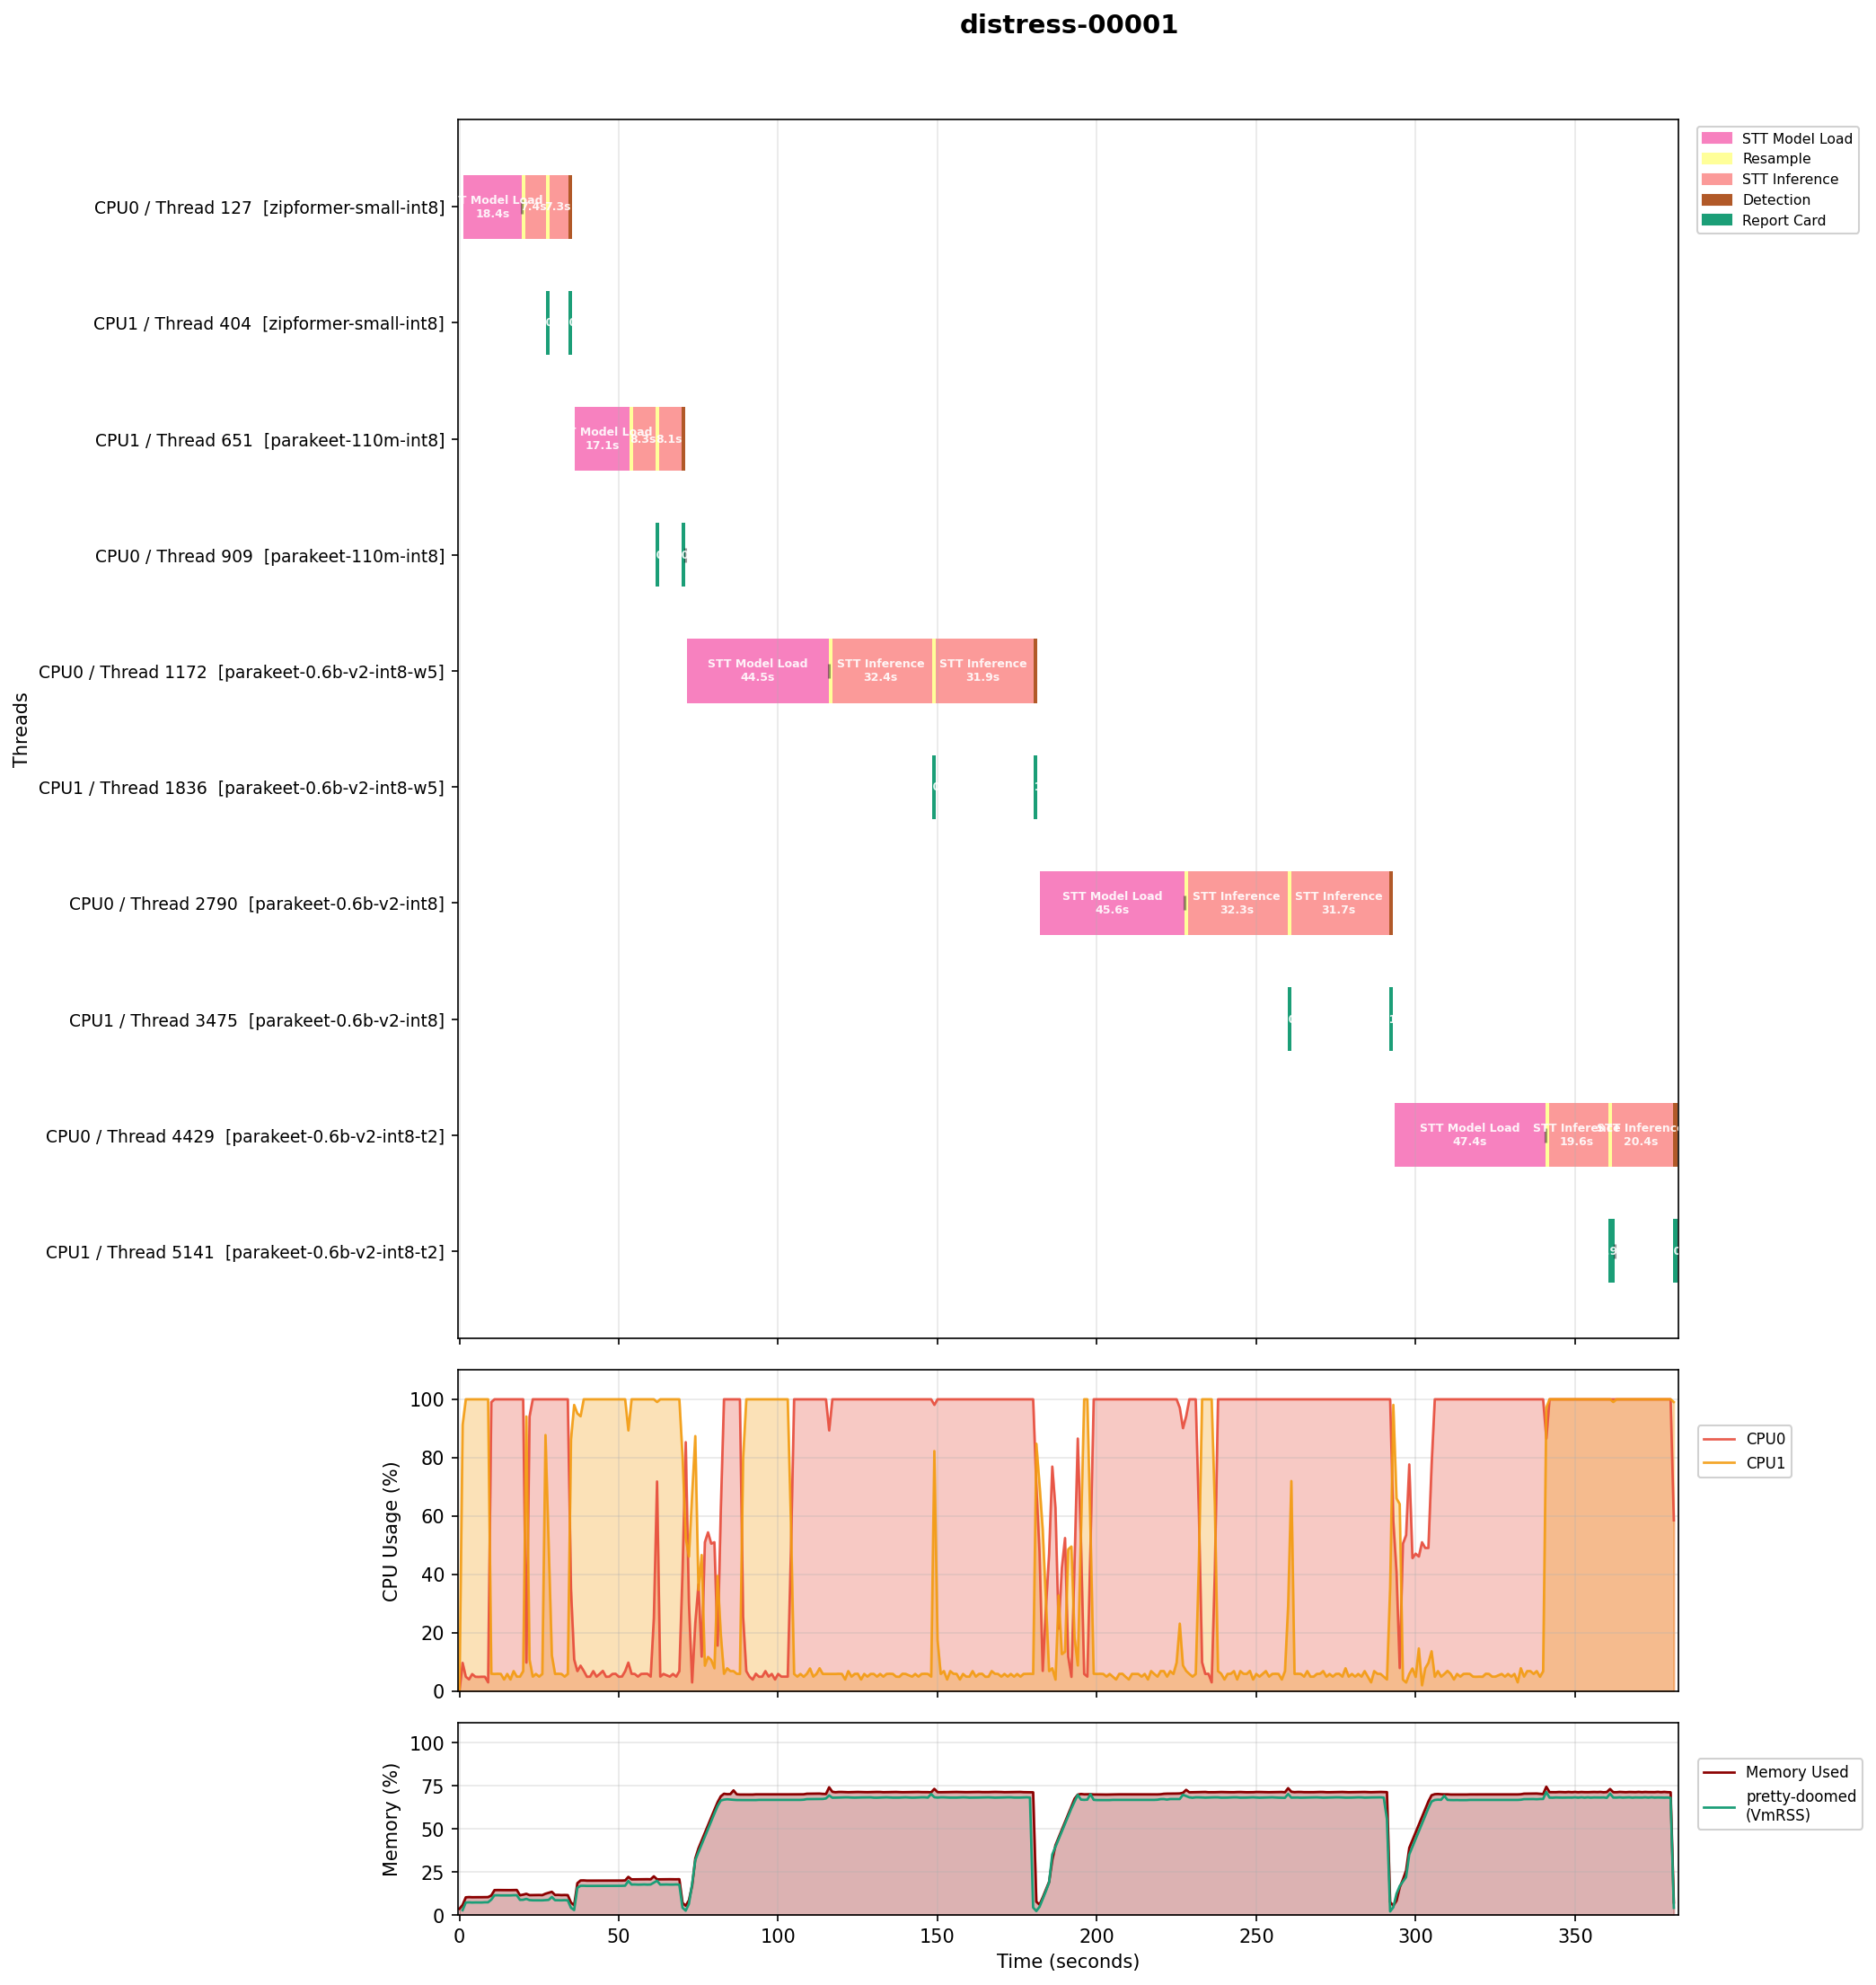 distress-00001
STT Model Load
Resample
STT Inference
Detection
Report Card
Threads
CPU0 / Thread 127 [zipformer-small-int8]
Model Load
18.4s
7.3s
CPU1 / Thread 404 [zipformer-small-int8]
CPU1 / Thread 651 [parakeet-110m-int8]
Model Load
17.1s
CPU0 / Thread 909 [parakeet-110m-int8]
CPU0 / Thread 1172 [parakeet-0.6b-v2-int8-w5]
STT Model Load
44.5s
STT Inference
32.4s
STT Inference
31.9s
CPU1 / Thread 1836 [parakeet-0.6b-v2-int8-w5]
CPU0 / Thread 2790 [parakeet-0.6b-v2-int8]
STT Model Load
45.6s
STT Inference
32.3s
STT Inference
31.7s
CPU1 / Thread 3475 [parakeet-0.6b-v2-int8]
CPU0 / Thread 4429 [parakeet-0.6b-v2-int8-t2]
STT Model Load
47.4s
19.6s
Inference
20.4s
CPU1 / Thread 5141 [parakeet-0.6b-v2-int8-t2]
CPU Usage (%)
100
80
60
40
20
0
CPU0
CPU1
Memory (%)
100
75
50
25
0
Memory Used
pretty-doomed
(VmRSS)
0 50 100 150 200 250 300 350
Time (seconds)